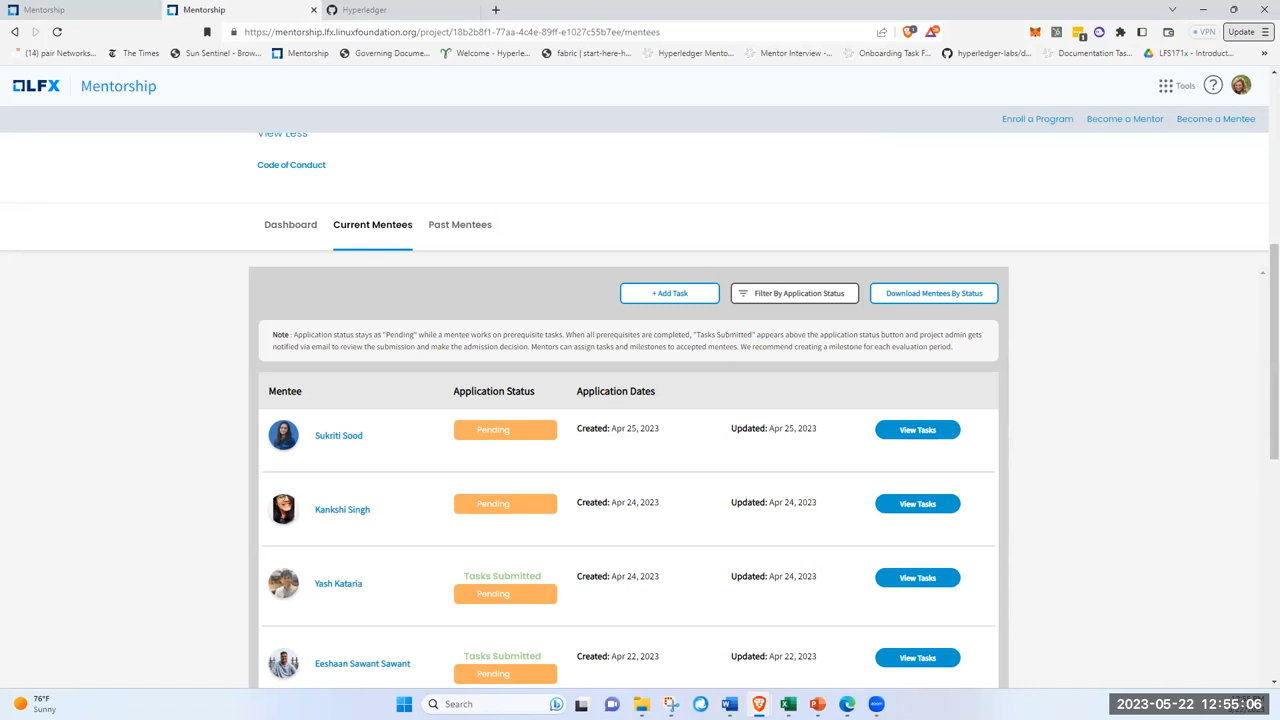 Mentorship
Mentorship
Hyperledger
https://mentorship.lfx.linuxfoundation.org/project/18b2b8f1-77aa-4c4e-89ff-e1027c55b7ee/mentees
VPN
Update
(14) pair Networks...
The Times
Sun Sentinel - Brows...
Mentorship
Governing Docume...
Welcome - Hyperle...
fabric | start-here-h...
Hyperledger Mento...
Mentor Interview -...
Onboarding Task F...
hyperledger-labs/d...
Documentation Tas...
LFS171x - Introduct...
LFX
Mentorship
Tools
Enroll a Program
Become a Mentor
Become a Mentee
View Less
Code of Conduct
Dashboard
Current Mentees
Past Mentees
+ Add Task
Filter By Application Status
Download Mentees By Status
Note : Application status stays as "Pending" while a mentee works on prerequisite tasks. When all prerequisites are completed, "Tasks Submitted" appears above the application status button and project admin gets
notified via email to review the submission and make the admission decision. Mentors can assign tasks and milestones to accepted mentees. We recommend creating a milestone for each evaluation period.
Mentee
Application Status
Application Dates
Sukriti Sood
Pending
Created: Apr 25, 2023
Updated: Apr 25, 2023
View Tasks
Kankshi Singh
Pending
Created: Apr 24, 2023
Updated: Apr 24, 2023
View Tasks
Yash Kataria
Tasks Submitted
Pending
Created: Apr 24, 2023
Updated: Apr 24, 2023
View Tasks
Eeshaan Sawant Sawant
Tasks Submitted
Pending
Created: Apr 22, 2023
Updated: Apr 22, 2023
View Tasks
76°F
Sunny
Search
2023-05-22 12:55:06